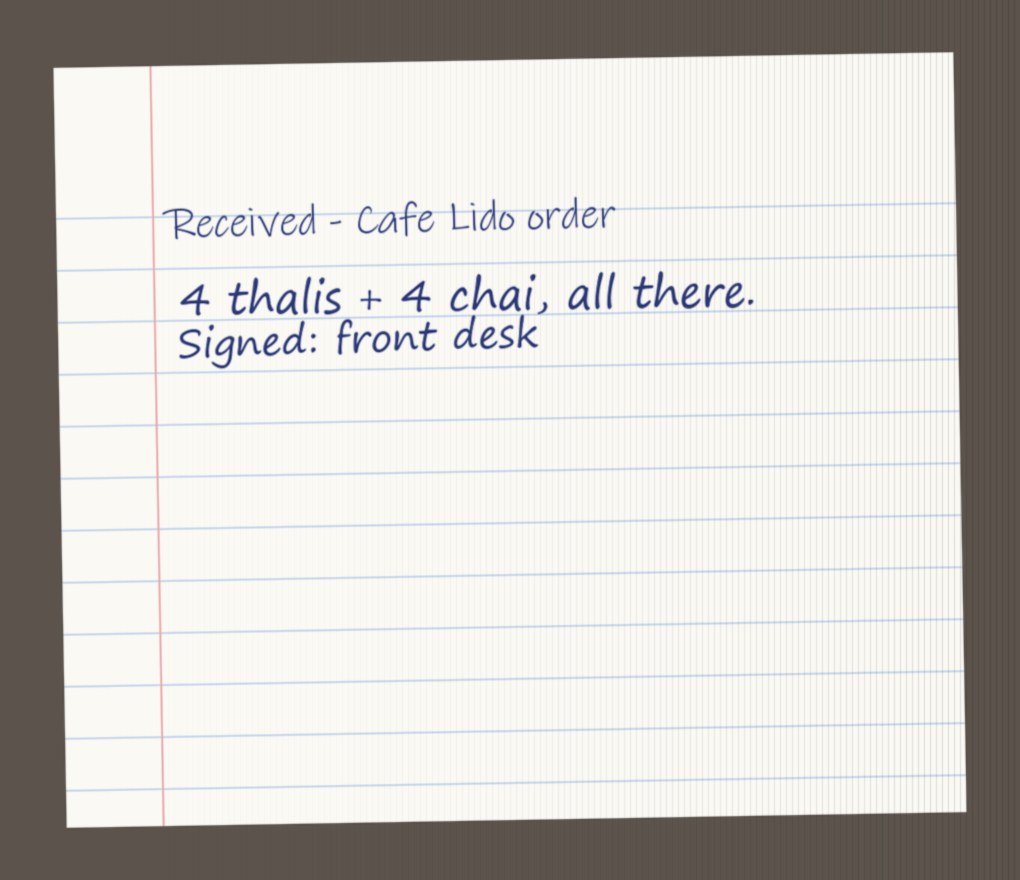 Received - Cafe Lido order
4 thalis + 4 chai, all there.
Signed: front desk